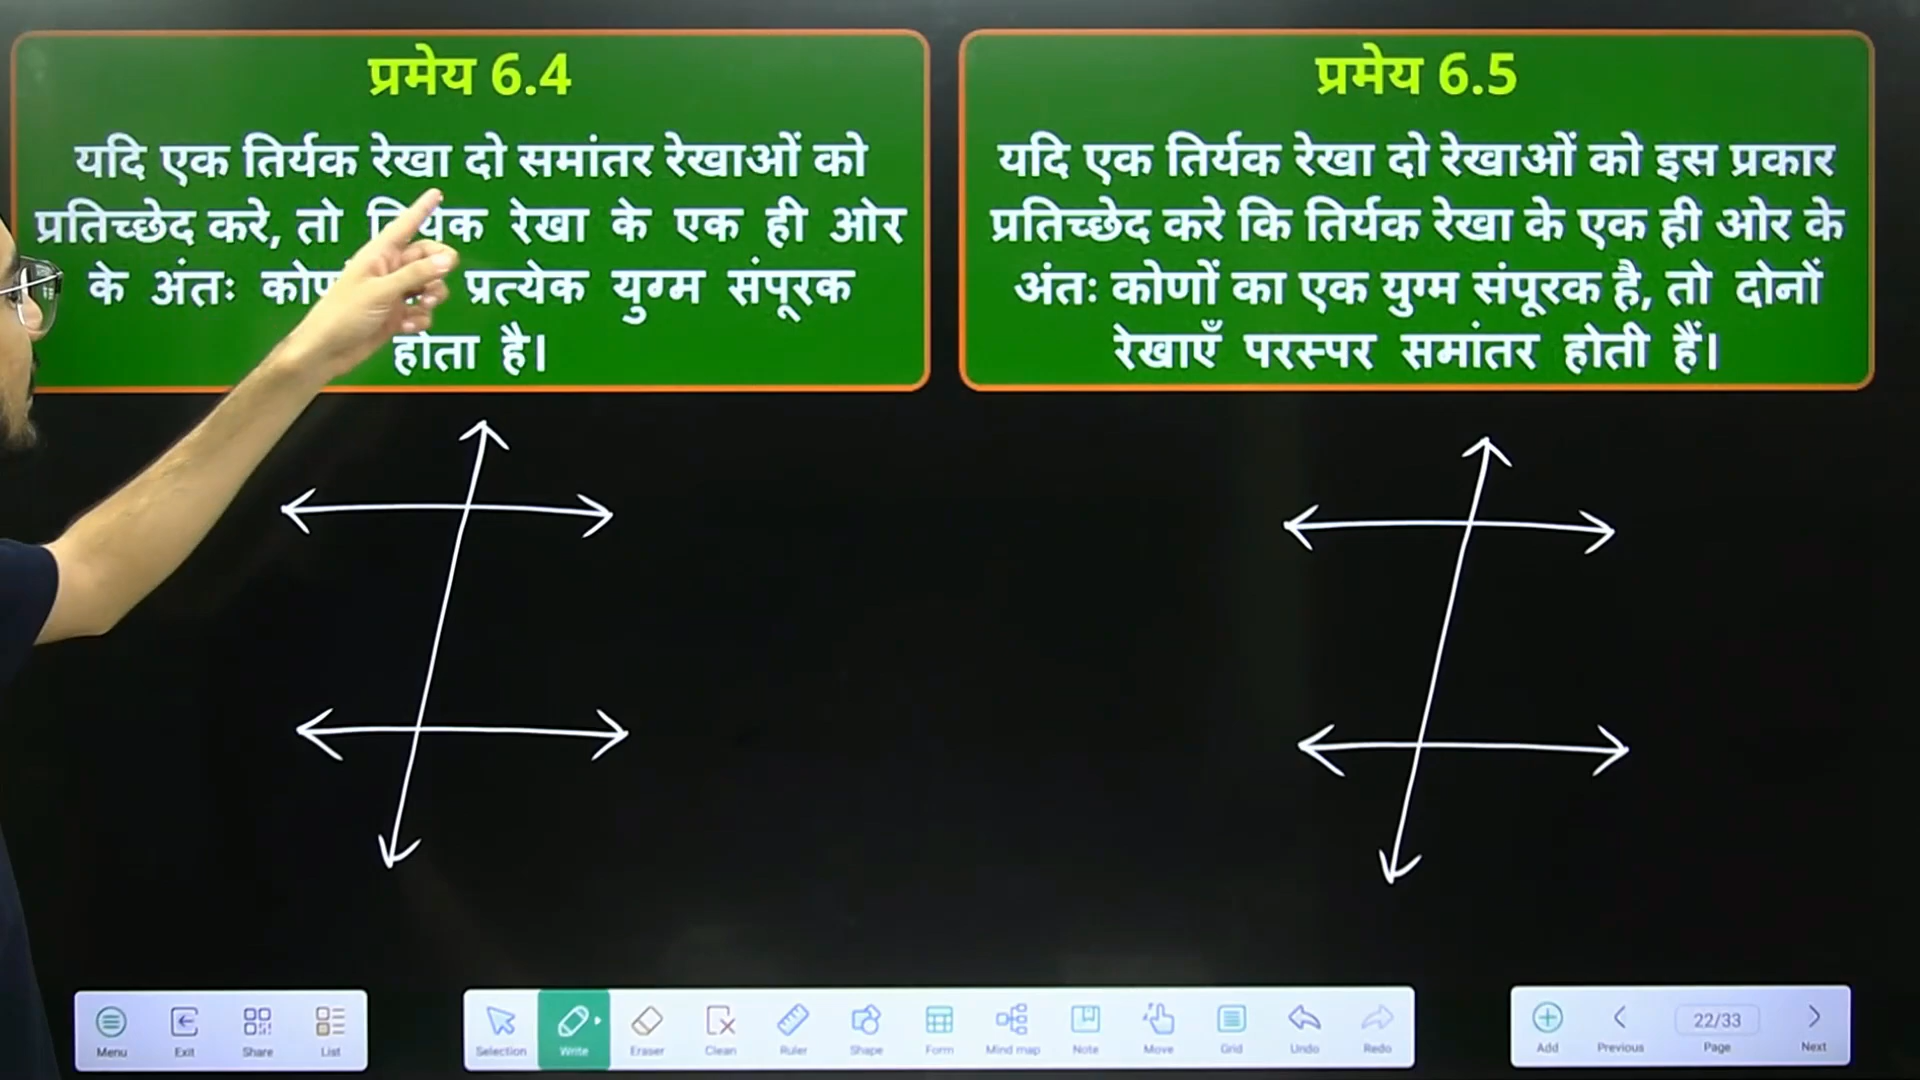 प्रमेय 6.4
यदि एक तिर्यक रेखा दो समांतर रेखाओं को
प्रतिच्छेद करे, तो तिर्यक रेखा के एक ही ओर
के अंतः प्रत्येक युग्म संपूरक
होता है।
प्रमेय 6.5
यदि एक तिर्यक रेखा दो रेखाओं को इस प्रकार
प्रतिच्छेद करे कि तिर्यक रेखा के एक ही ओर के
अंतः कोणों का एक युग्म संपूरक है, तो दोनों
रेखाएँ परस्पर समांतर होती हैं।
Menu Exit Share List
Selection Write Eraser Clean Ruler Shape Form Mind map Note Move Grid Undo Redo
Add Previous 22/33 Page Next